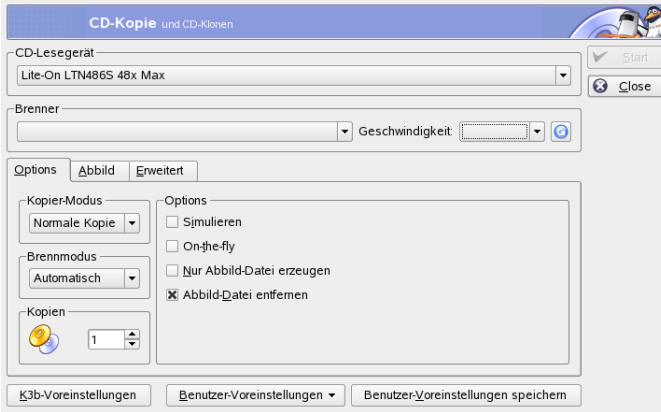 CD-Kopie und CD-Klonen
CD-Lesegerät
Start
Lite-On LTN486S 48x Max
Close
Brenner
Geschwindigkeit:
Options
Abbild
Erweitert
Kopier-Modus
Normale Kopie
Brennmodus
Automatisch
Kopien
1
Options
Simulieren
On-the-fly
Nur Abbild-Datei erzeugen
Abbild-Datei entfernen
K3b-Voreinstellungen
Benutzer-Voreinstellungen
Benutzer-Voreinstellungen speichern